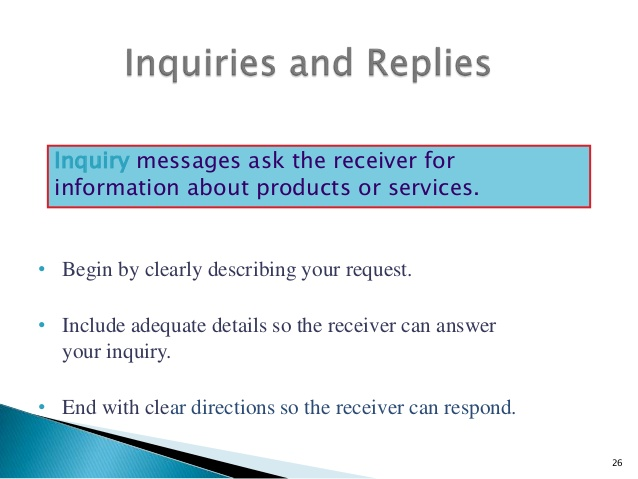 Inquiries and Replies
Inquiry messages ask the receiver for
information about products or services.
• Begin by clearly describing your request.
• Include adequate details so the receiver can answer
your inquiry.
• End with clear directions so the receiver can respond.
26